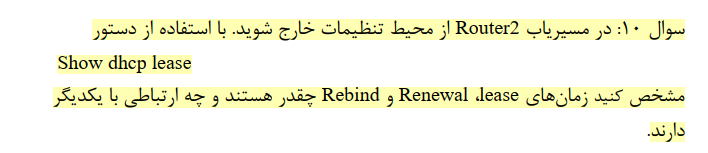 سوال ۱۰: در مسیریاب Router2 از محیط تنظیمات خارج شوید. با استفاده از دستور
Show dhcp lease
مشخص کنید زمان‌های lease، Renewal و Rebind چقدر هستند و چه ارتباطی با یکدیگر
دارند.